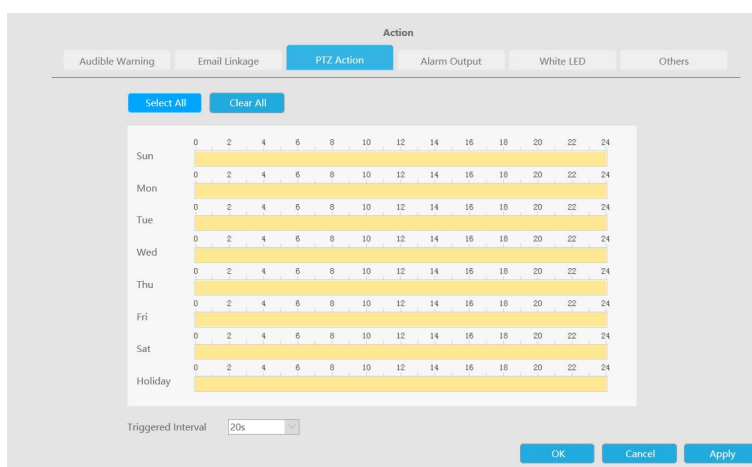 Action
Audible Warning Email Linkage PTZ Action Alarm Output White LED Others
Select All Clear All
0 2 4 6 8 10 12 14 16 18 20 22 24
Sun
0 2 4 6 8 10 12 14 16 18 20 22 24
Mon
0 2 4 6 8 10 12 14 16 18 20 22 24
Tue
0 2 4 6 8 10 12 14 16 18 20 22 24
Wed
0 2 4 6 8 10 12 14 16 18 20 22 24
Thu
0 2 4 6 8 10 12 14 16 18 20 22 24
Fri
0 2 4 6 8 10 12 14 16 18 20 22 24
Sat
0 2 4 6 8 10 12 14 16 18 20 22 24
Holiday
Triggered Interval 20s
OK Cancel Apply